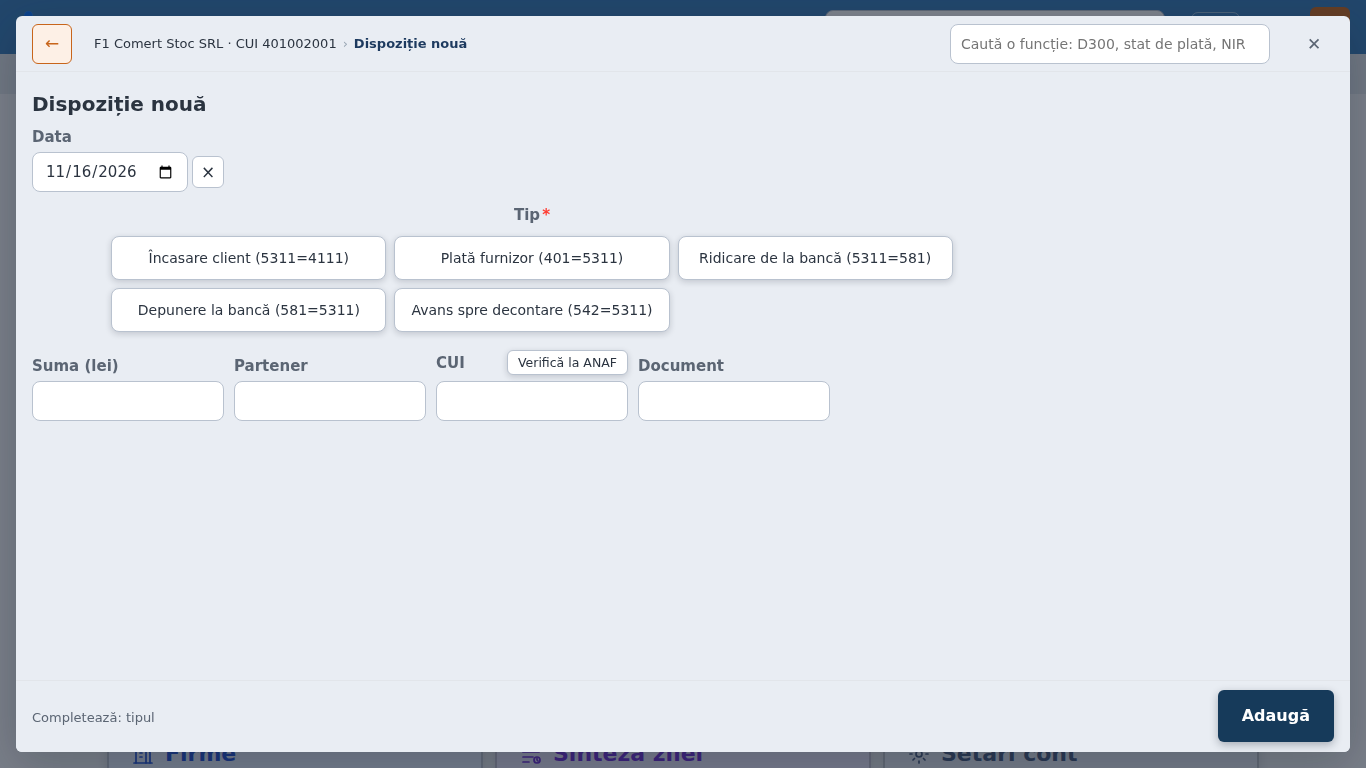 ←
F1 Comert Stoc SRL · CUI 401002001 › Dispoziție nouă
Caută o funcție: D300, stat de plată, NIR
✕
Dispoziție nouă
Data
11/16/2026
×
Tip*
Încasare client (5311=4111)
Plată furnizor (401=5311)
Ridicare de la bancă (5311=581)
Depunere la bancă (581=5311)
Avans spre decontare (542=5311)
Suma (lei)
Partener
CUI
Verifică la ANAF
Document
Completează: tipul
Adaugă
Firme
Sinteza zilei
Setări cont